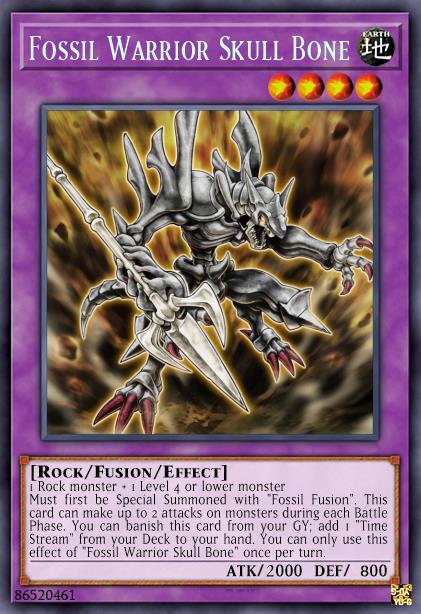 FOSSIL WARRIOR SKULL BONE
EARTH
地
[ROCK/FUSION/EFFECT]
1 Rock monster + 1 Level 4 or lower monster
Must first be Special Summoned with "Fossil Fusion". This
card can make up to 2 attacks on monsters during each Battle
Phase. You can banish this card from your GY; add 1 "Time
Stream" from your Deck to your hand. You can only use this
effect of "Fossil Warrior Skull Bone" once per turn.
ATK/2000 DEF/ 800
86520461